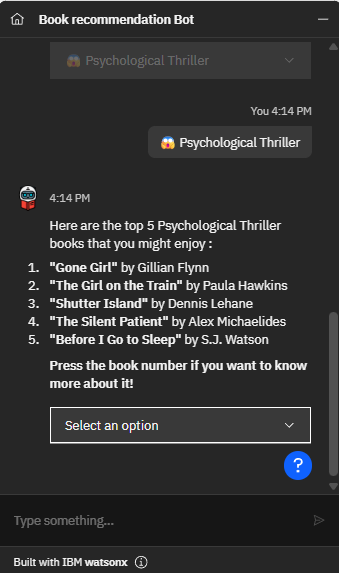 Book recommendation Bot
😱 Psychological Thriller
You 4:14 PM
😱 Psychological Thriller
4:14 PM
Here are the top 5 Psychological Thriller
books that you might enjoy :
1. "Gone Girl" by Gillian Flynn
2. "The Girl on the Train" by Paula Hawkins
3. "Shutter Island" by Dennis Lehane
4. "The Silent Patient" by Alex Michaelides
5. "Before I Go to Sleep" by S.J. Watson
Press the book number if you want to know
more about it!
Select an option
?
Type something...
Built with IBM watsonx